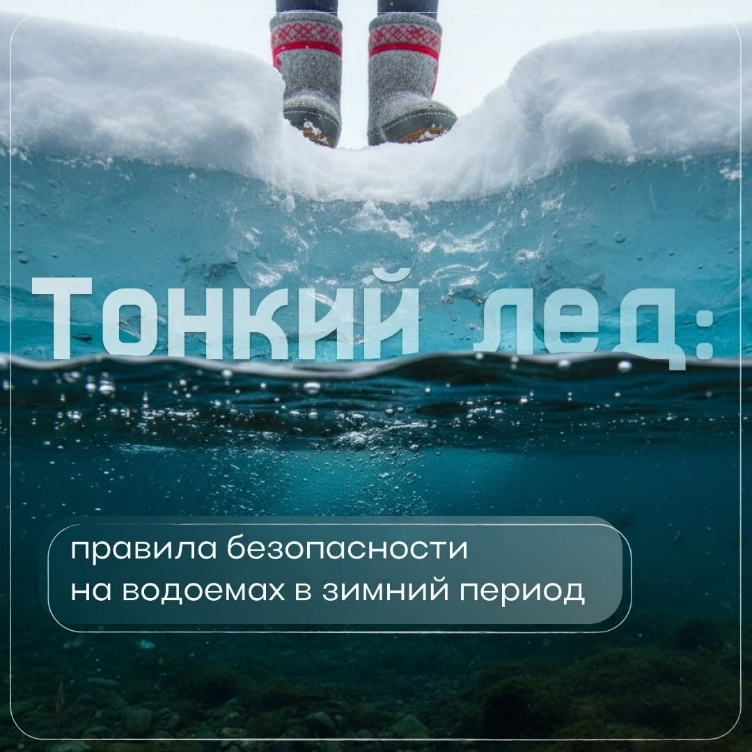 Тонкий лед:
правила безопасности
на водоемах в зимний период